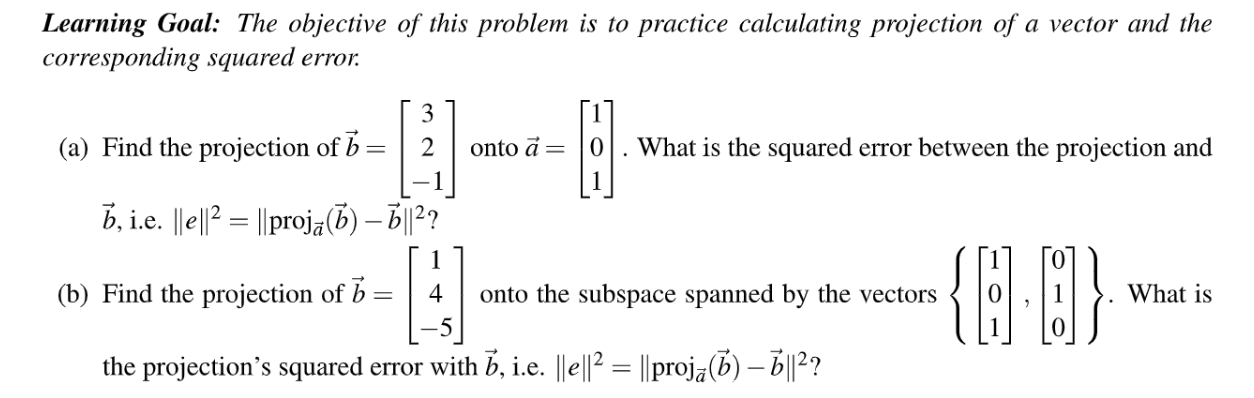 Learning Goal: The objective of this problem is to practice calculating projection of a vector and the
corresponding squared error.
(a) Find the projection of $\vec{b} = \begin{bmatrix} 3 \\ 2 \\ -1 \end{bmatrix}$ onto $\vec{a} = \begin{bmatrix} 1 \\ 0 \\ 1 \end{bmatrix}$. What is the squared error between the projection and
$\vec{b}$, i.e. $\|e\|^2 = \|\text{proj}_{\vec{a}}(\vec{b}) - \vec{b}\|^2$?
(b) Find the projection of $\vec{b} = \begin{bmatrix} 1 \\ 4 \\ -5 \end{bmatrix}$ onto the subspace spanned by the vectors $\left\{ \begin{bmatrix} 1 \\ 0 \\ 1 \end{bmatrix}, \begin{bmatrix} 0 \\ 1 \\ 0 \end{bmatrix} \right\}$. What is
the projection's squared error with $\vec{b}$, i.e. $\|e\|^2 = \|\text{proj}_{\vec{a}}(\vec{b}) - \vec{b}\|^2$?